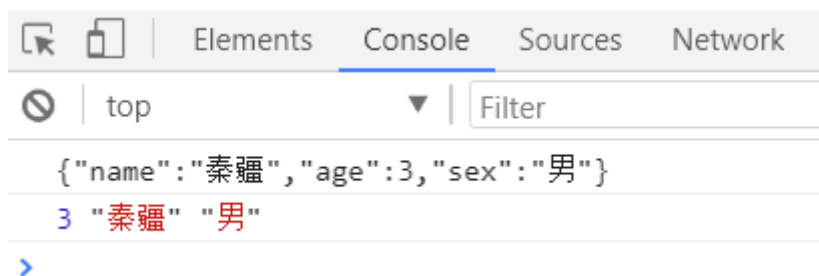 Elements Console Sources Network
top Filter
{"name":"秦疆","age":3,"sex":"男"}
3 "秦疆" "男"